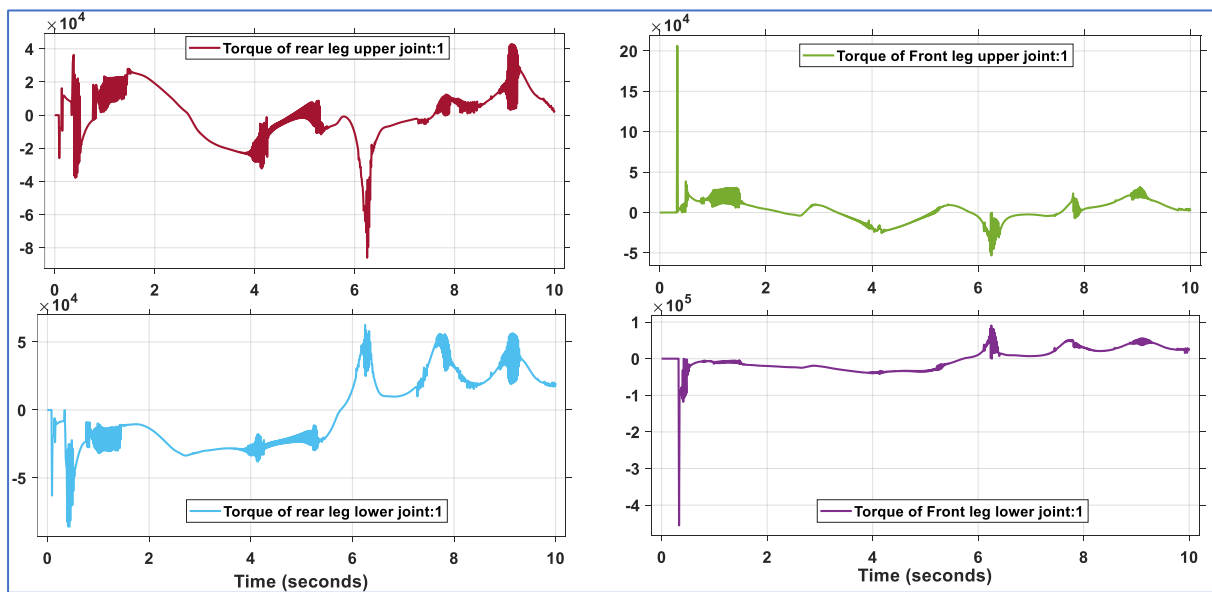 ×10^4
Torque of rear leg upper joint:1
4
2
0
-2
-4
-6
-8
0 2 4 6 8 10
Torque of Front leg upper joint:1
20
15
10
5
0
-5
0 2 4 6 8 10
×10^4
5
0
-5
Torque of rear leg lower joint:1
0 2 4 6 8 10
Time (seconds)
×10^5
1
0
-1
-2
-3
-4
Torque of Front leg lower joint:1
0 2 4 6 8 10
Time (seconds)
×10^4